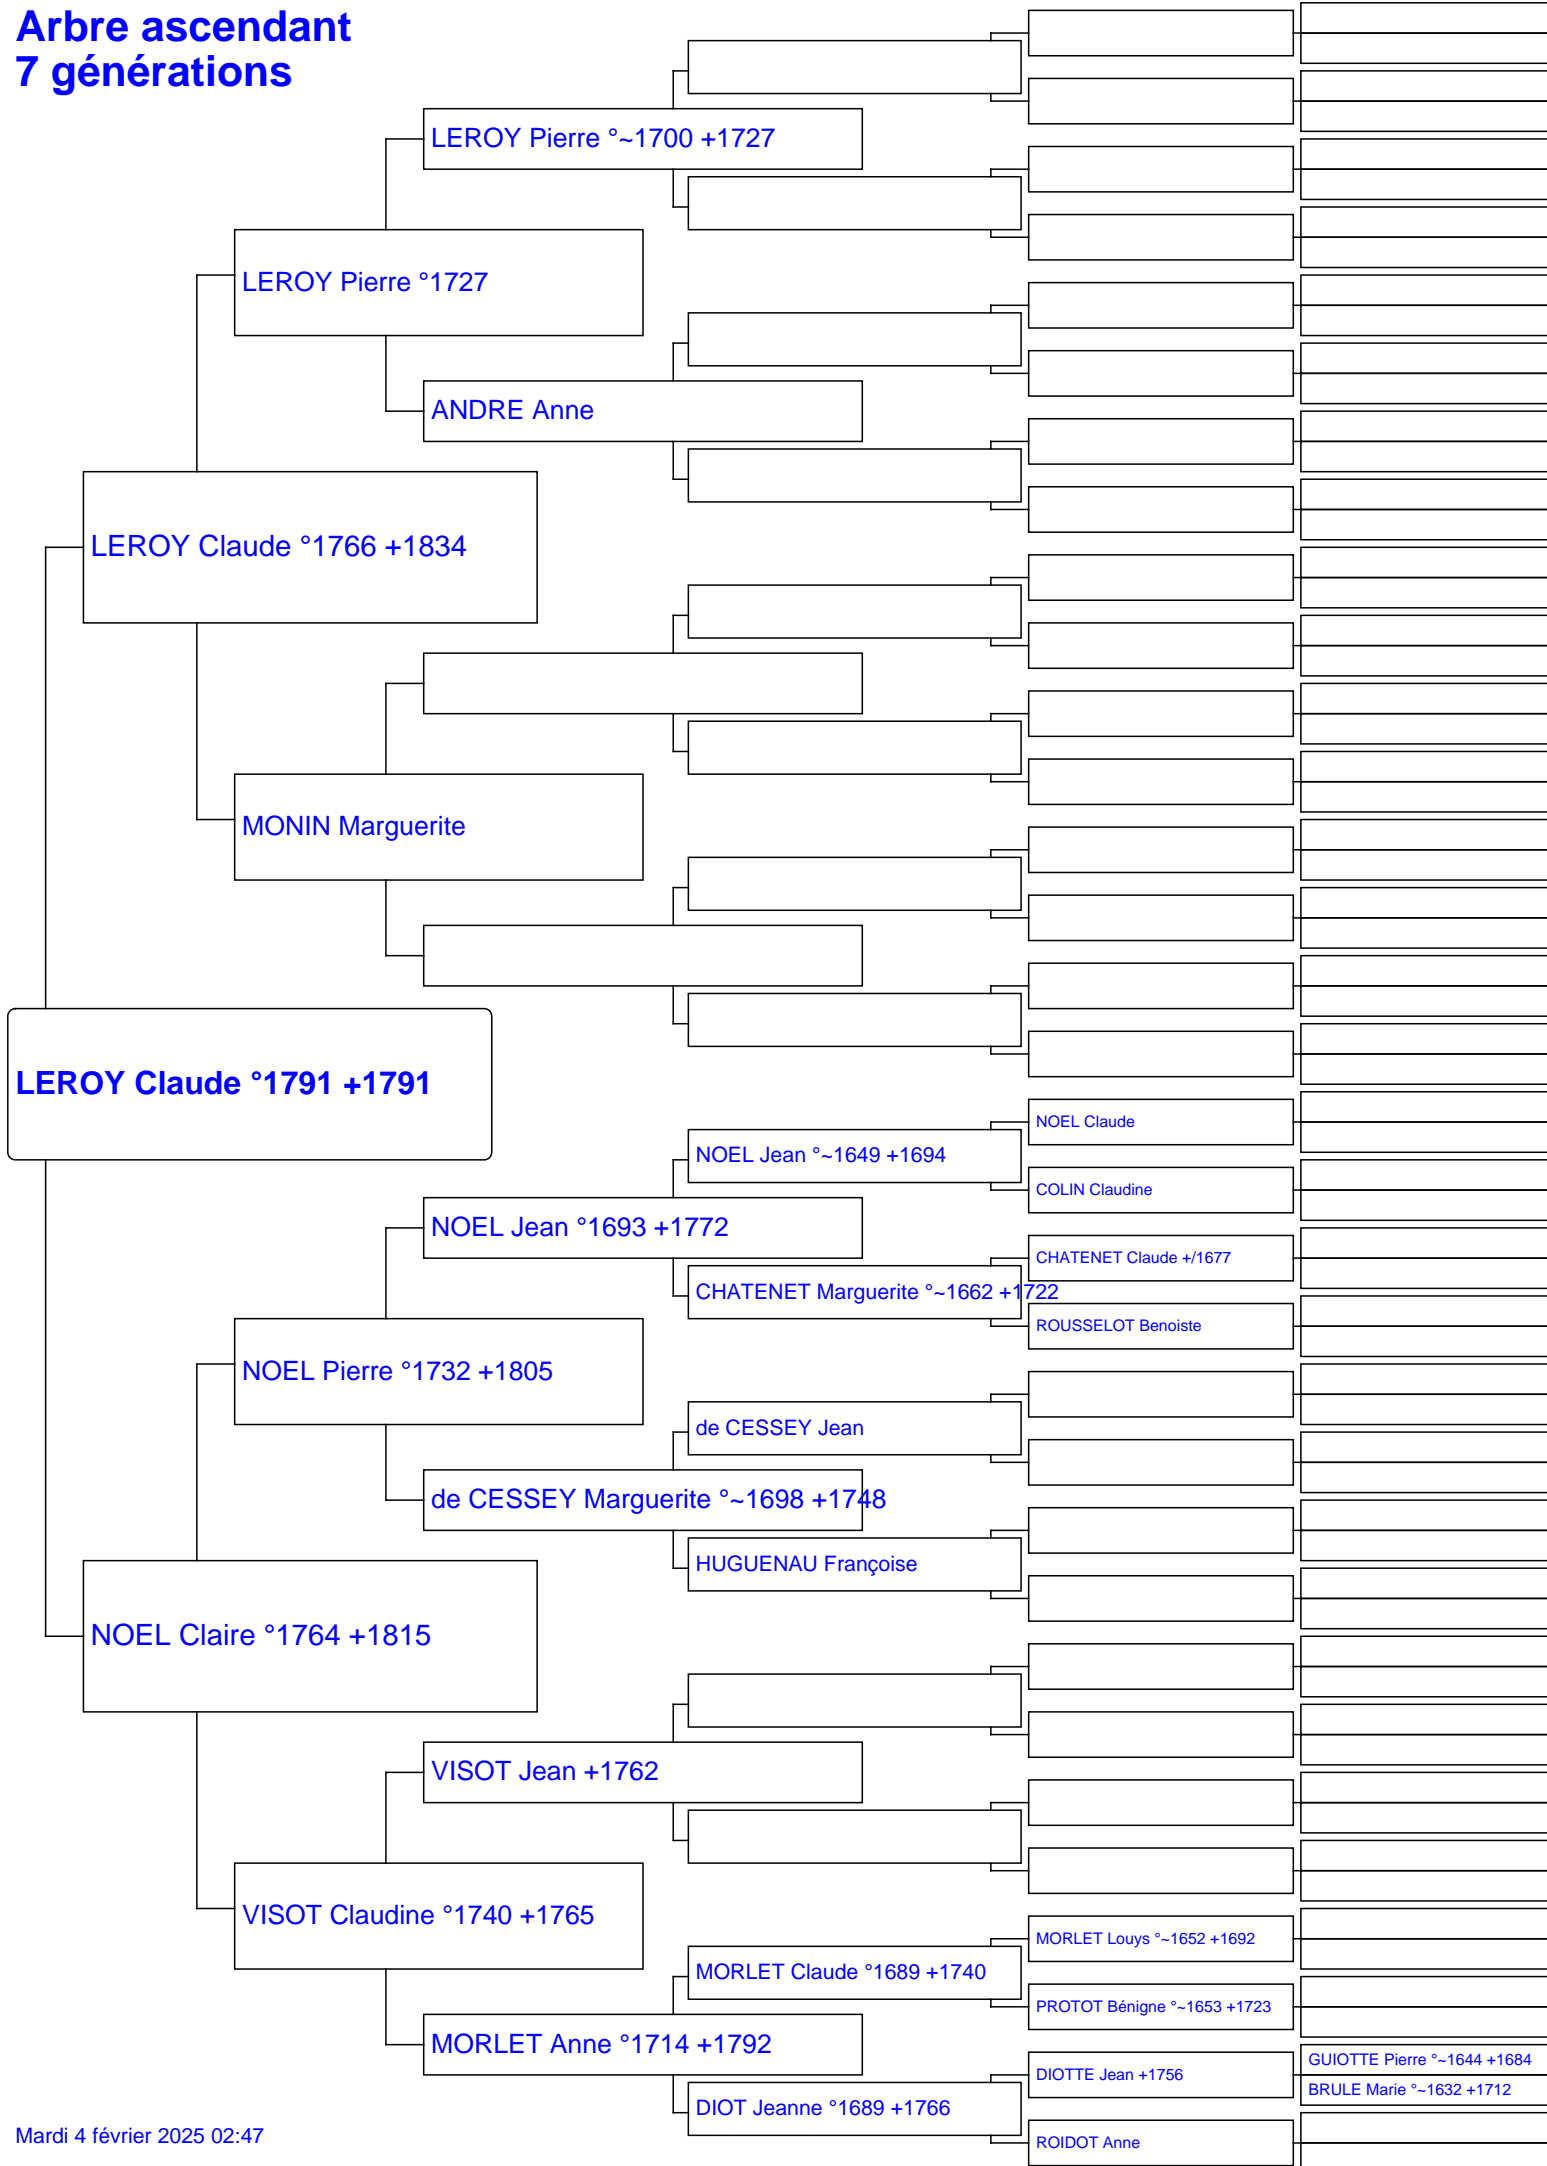 Arbre ascendant
7 générations
LEROY Pierre °~1700 +1727
LEROY Pierre °1727
ANDRE Anne
LEROY Claude °1766 +1834
MONIN Marguerite
LEROY Claude °1791 +1791
NOEL Claude
NOEL Jean °~1649 +1694
COLIN Claudine
NOEL Jean °1693 +1772
CHATENET Claude +/1677
CHATENET Marguerite °~1662 +1722
ROUSSELOT Benoiste
NOEL Pierre °1732 +1805
de CESSEY Jean
de CESSEY Marguerite °~1698 +1748
HUGUENAU Françoise
NOEL Claire °1764 +1815
VISOT Jean +1762
VISOT Claudine °1740 +1765
MORLET Louys °~1652 +1692
MORLET Claude °1689 +1740
PROTOT Bénigne °~1653 +1723
MORLET Anne °1714 +1792
GUIOTTE Pierre °~1644 +1684
DIOTTE Jean +1756
BRULE Marie °~1632 +1712
DIOT Jeanne °1689 +1766
ROIDOT Anne
Mardi 4 février 2025 02:47